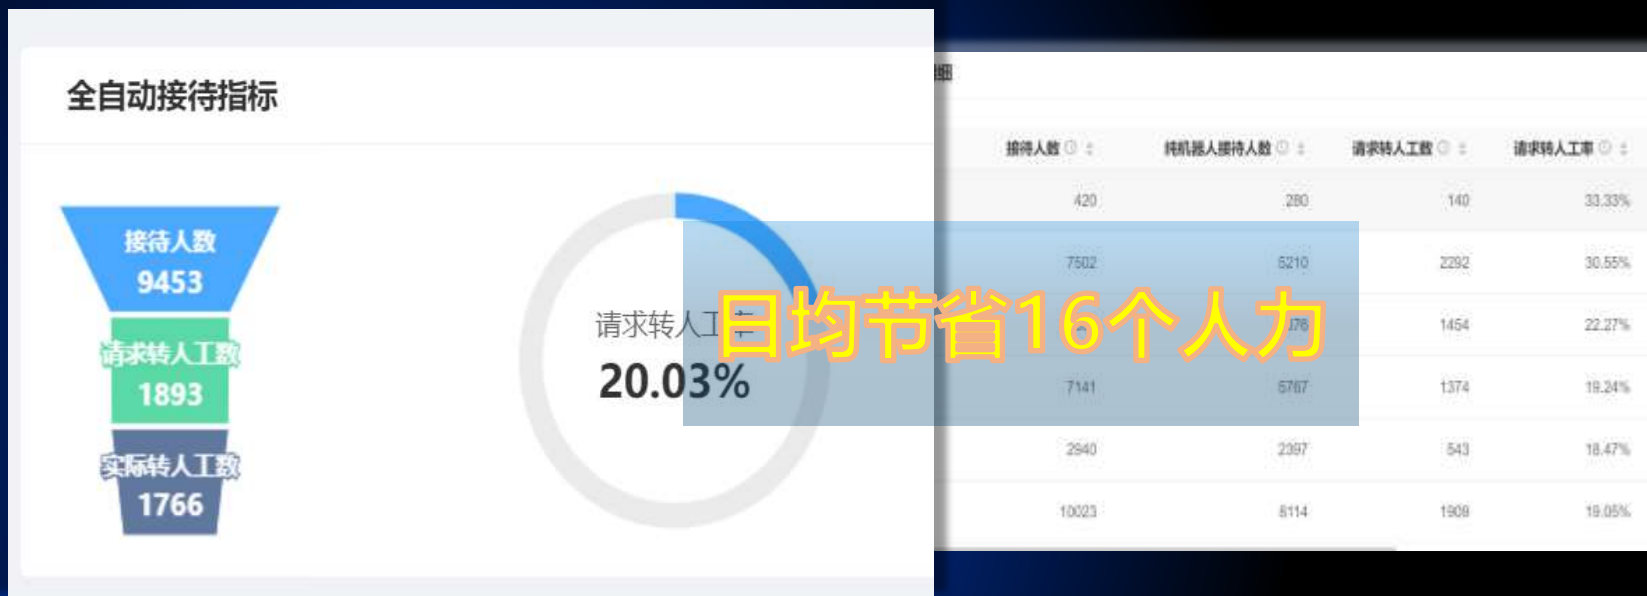 全自动接待指标
接待人数
9453
请求转人工数
1893
实际转人工数
1766
请求转人工率
20.03%
日均节省16个人力
细
接待人数 纯机器人接待人数 请求转人工数 请求转人工率
420 280 140 33.33%
7502 5210 2292 30.55%
1454 22.27%
7141 5767 1374 19.24%
2940 2397 543 18.47%
10023 8114 1909 19.05%